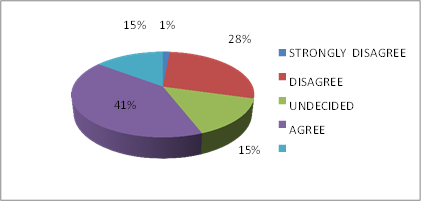 15%
1%
28%
STRONGLY DISAGREE
DISAGREE
UNDECIDED
41%
AGREE
15%